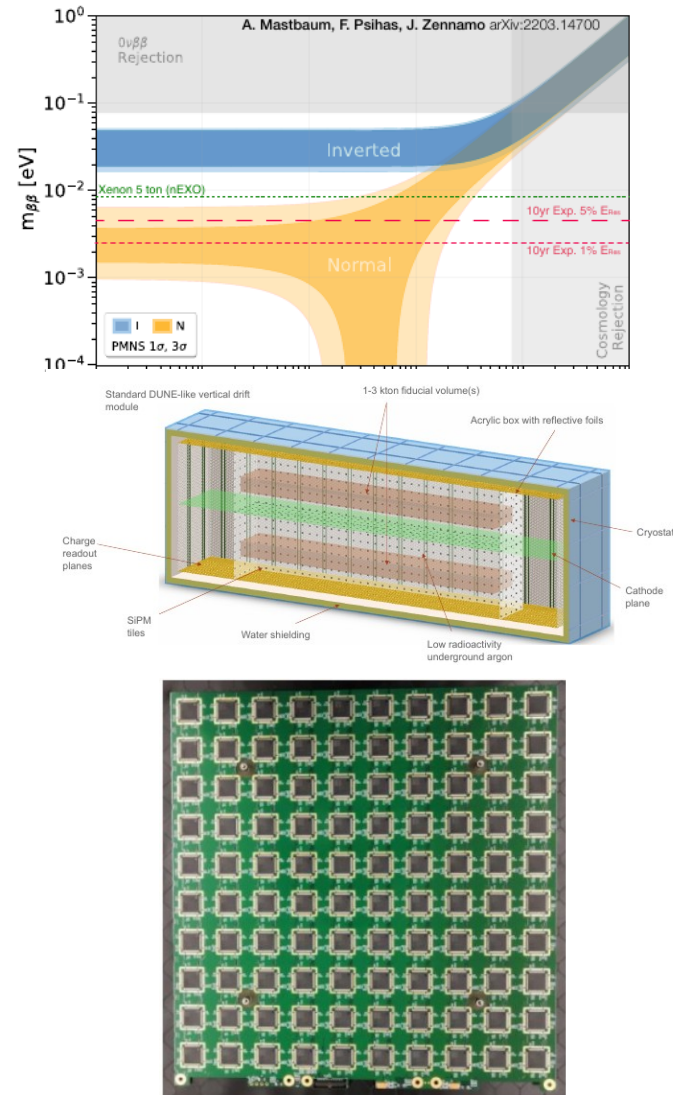 A. Mastbaum, F. Psihas, J. Zennamo arXiv:2203.14700
10⁰
0νββ
Rejection
10⁻¹
Inverted
mββ [eV]
10⁻²
Xenon 5 ton (nEXO)
10yr Exp. 5% ERes
10yr Exp. 1% ERes
Normal
10⁻³
Cosmology
Rejection
I N
PMNS 1σ, 3σ
10⁻⁴
Standard DUNE-like vertical drift
module
1-3 kton fiducial volume(s)
Acrylic box with reflective foils
Cryostat
Charge
readout
planes
Cathode
plane
SiPM
tiles
Water shielding
Low radioactivity
underground argon